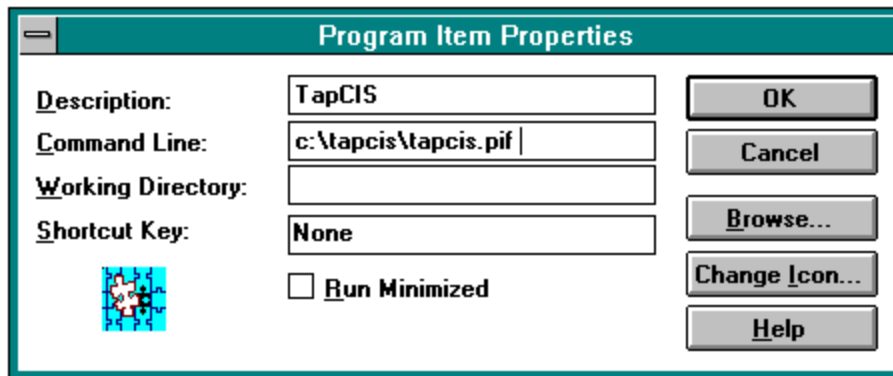 Program Item Properties
Description: TapCIS
Command Line: c:\tapcis\tapcis.pif
Working Directory:
Shortcut Key: None
Run Minimized
OK
Cancel
Browse...
Change Icon...
Help